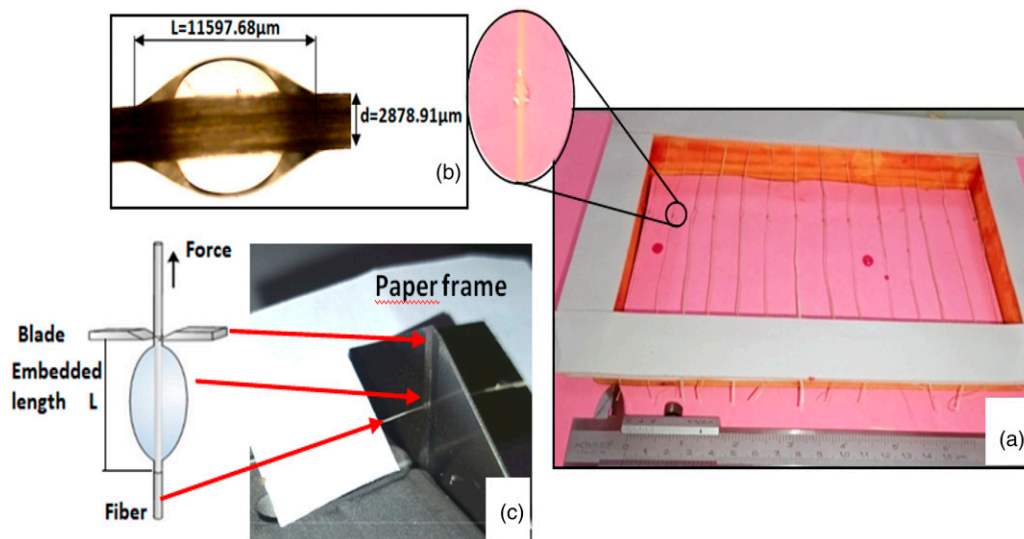 L=11597.68µm
d=2878.91µm
(b)
Force
Blade
Embedded
length L
Fiber
Paper frame
(c)
(a)